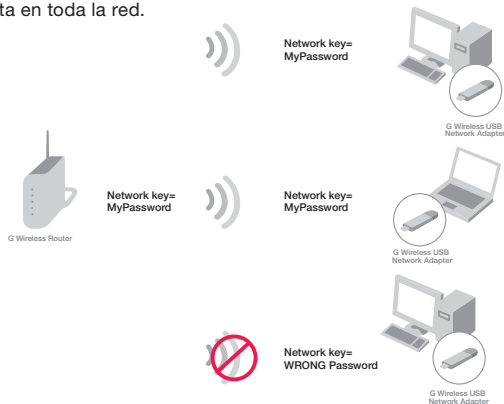 ta en toda la red.
Network key=
MyPassword
G Wireless USB
Network Adapter
G Wireless Router
Network key=
MyPassword
Network key=
MyPassword
G Wireless USB
Network Adapter
Network key=
WRONG Password
G Wireless USB
Network Adapter